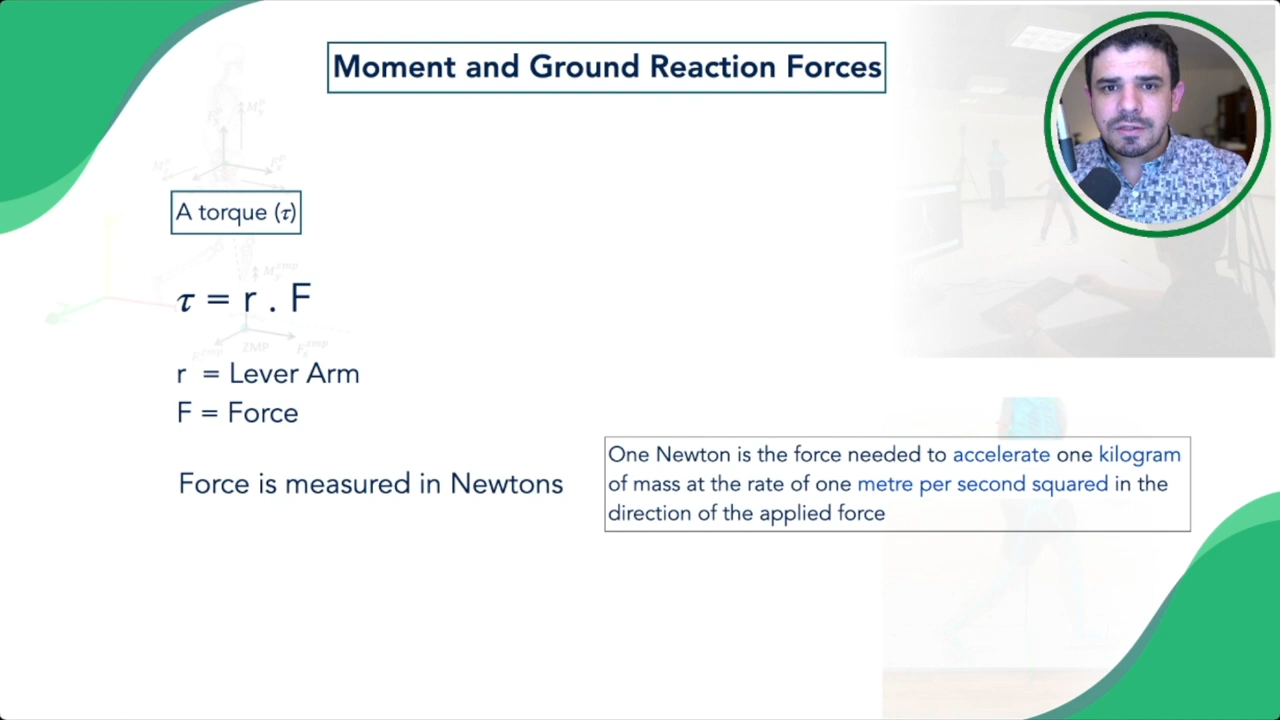 Moment and Ground Reaction Forces
A torque (τ)
τ = r . F
ZMP
r = Lever Arm
F = Force
Force is measured in Newtons
One Newton is the force needed to accelerate one kilogram
of mass at the rate of one metre per second squared in the
direction of the applied force